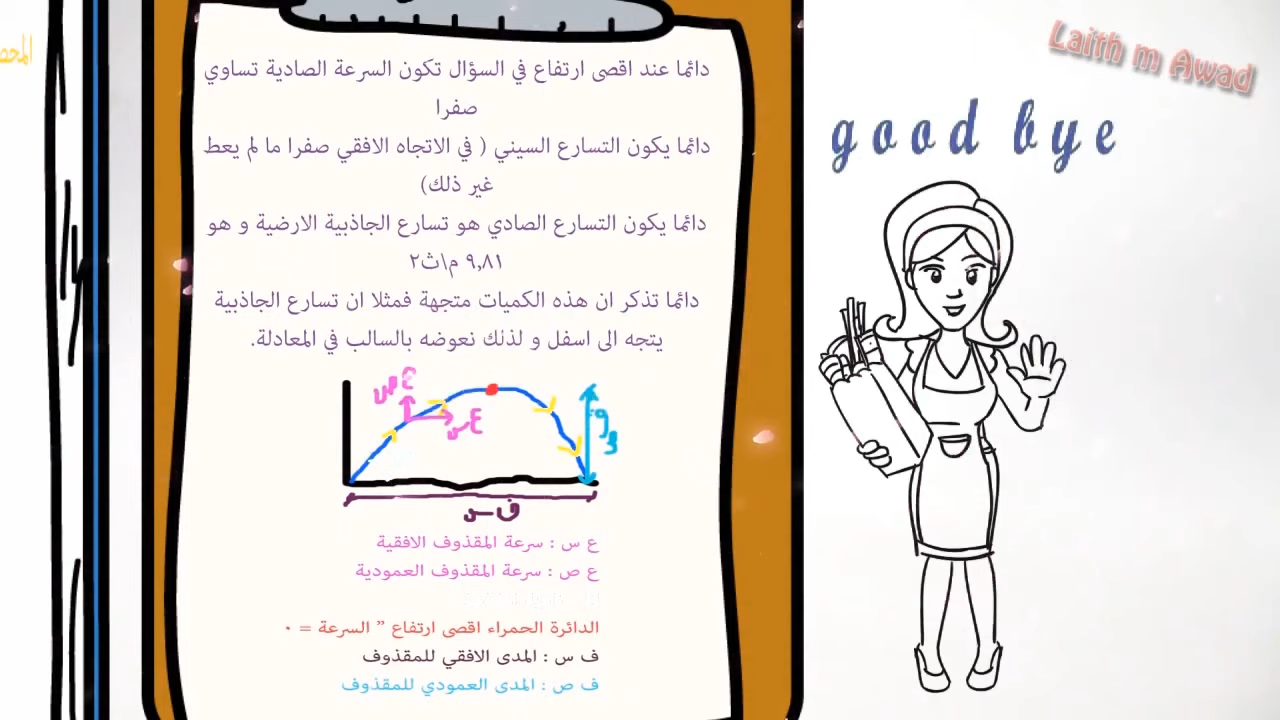 Laith m Awad
good bye
دائما عند اقصى ارتفاع في السؤال تكون السرعة الصادية تساوي
صفرا
دائما يكون التسارع السيني ( في الاتجاه الافقي صفرا ما لم يعط
غير ذلك)
دائما يكون التسارع الصادي هو تسارع الجاذبية الارضية و هو
٩,٨١ م\ث٢
دائما تذكر ان هذه الكميات متجهة فمثلا ان تسارع الجاذبية
يتجه الى اسفل و لذلك نعوضه بالسالب في المعادلة.
ع ص
ع س
ف ص
ف س
ع س : سرعة المقذوف الافقية
ع ص : سرعة المقذوف العمودية
الدائرة الحمراء اقصى ارتفاع " السرعة = ٠
ف س : المدى الافقي للمقذوف
ف ص : المدى العمودي للمقذوف